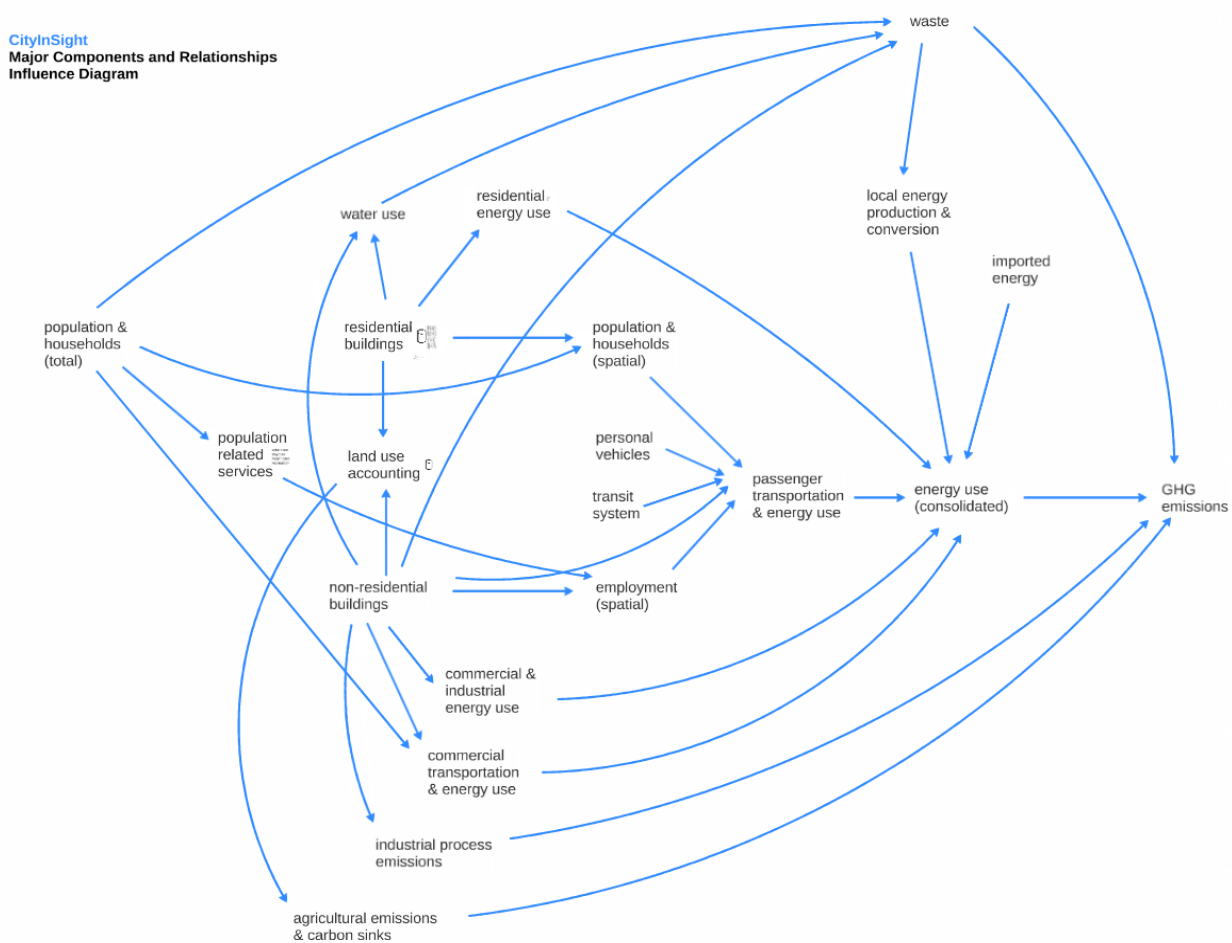 CityInSight
Major Components and Relationships
Influence Diagram
waste
residential
energy use
water use
local energy
production &
conversion
imported
energy
population &
households
(total)
residential
buildings
population &
households
(spatial)
population
related
services
land use
accounting
personal
vehicles
transit
system
passenger
transportation
& energy use
energy use
(consolidated)
GHG
emissions
non-residential
buildings
employment
(spatial)
commercial &
industrial
energy use
commercial
transportation
& energy use
industrial process
emissions
agricultural emissions
& carbon sinks